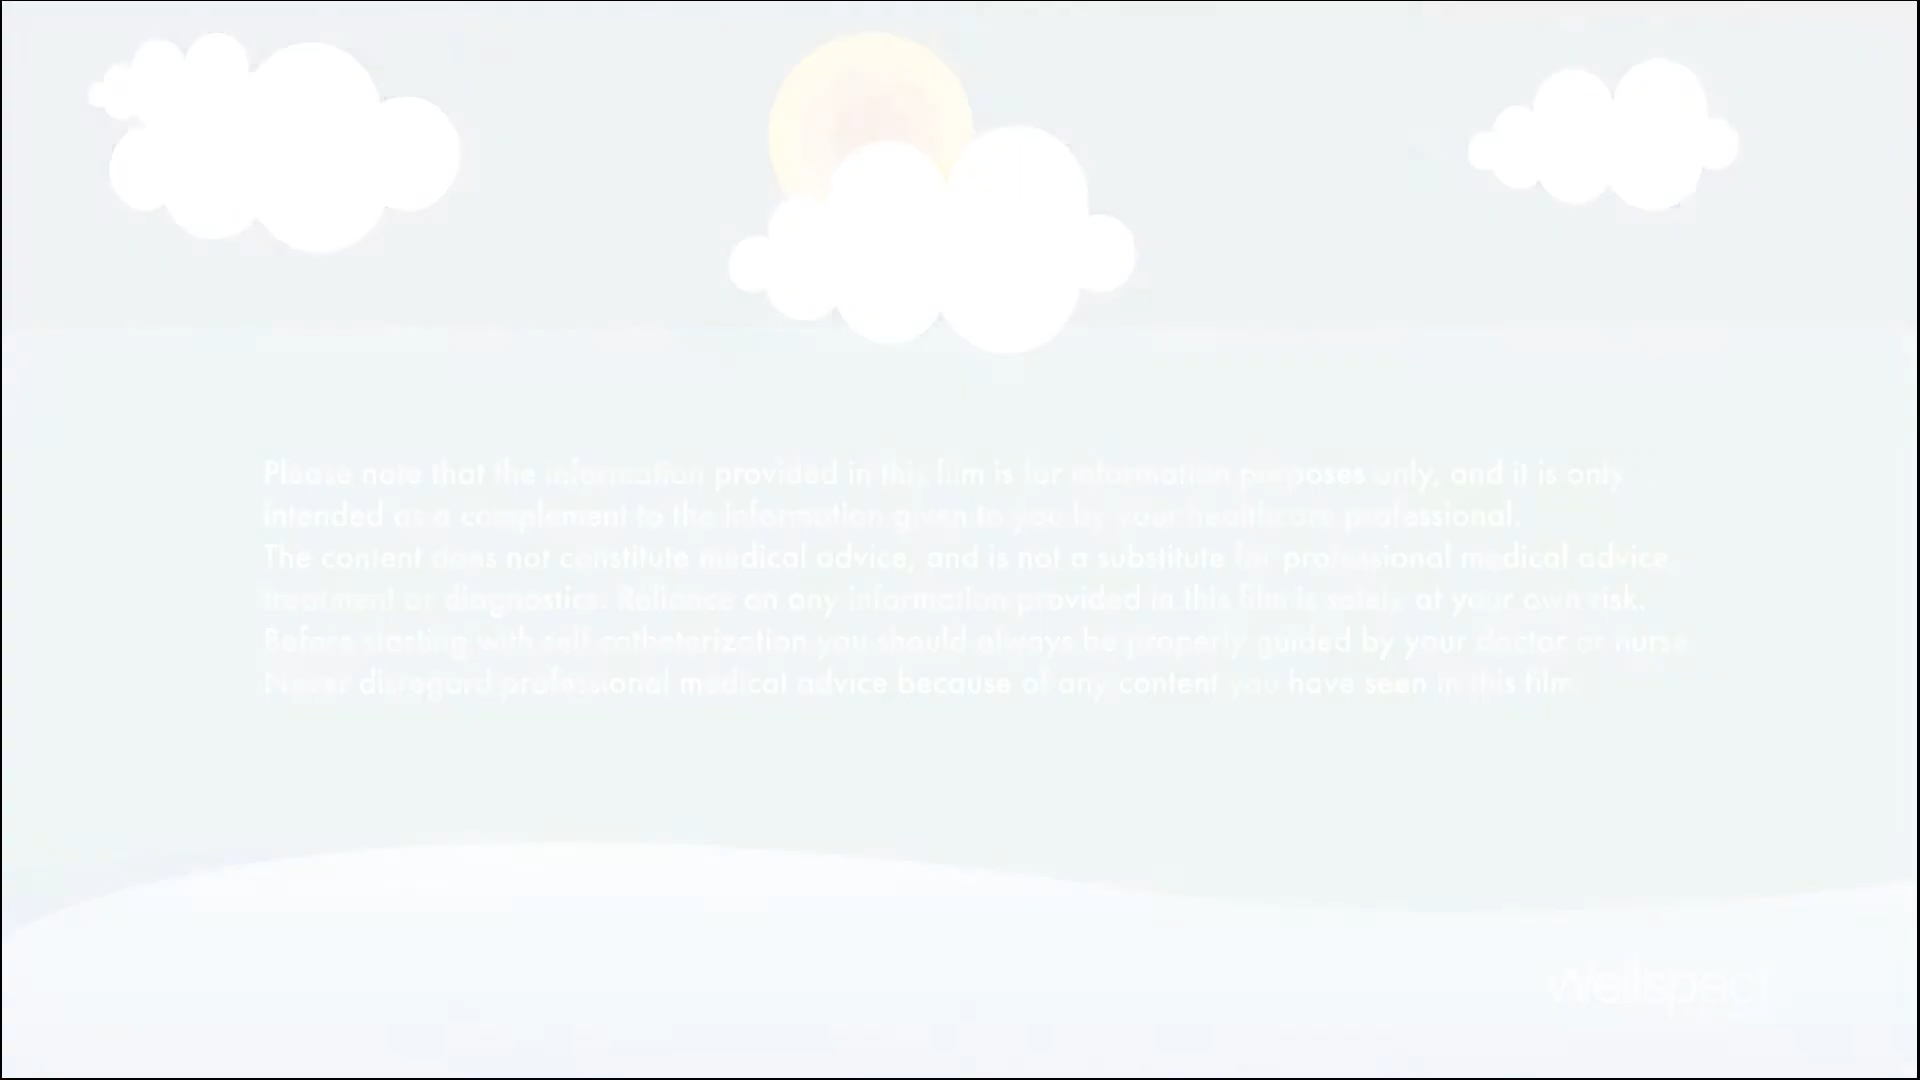 Please note that the information provided in this film is for information purposes only, and it is only
intended as a complement to the information given to you by your healthcare professional.
The content does not constitute medical advice, and is not a substitute for professional medical advice,
treatment or diagnostics. Reliance on any information provided in this film is solely at your own risk.
Before starting with self catheterization you should always be properly guided by your doctor or nurse.
Never disregard professional medical advice because of any content you have seen in this film.
Wellspect